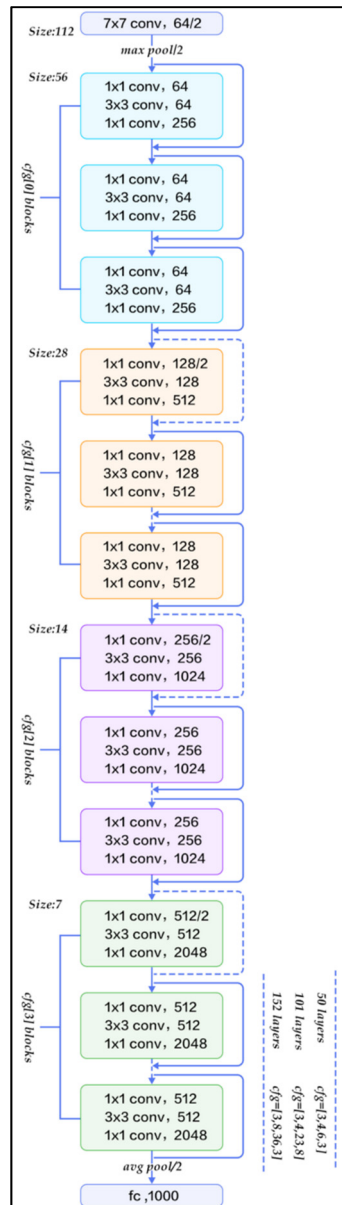 Size:112
7x7 conv, 64/2
max pool/2
Size:56
1x1 conv, 64
3x3 conv, 64
1x1 conv, 256
cfg[0] blocks
1x1 conv, 64
3x3 conv, 64
1x1 conv, 256
1x1 conv, 64
3x3 conv, 64
1x1 conv, 256
Size:28
1x1 conv, 128/2
3x3 conv, 128
1x1 conv, 512
cfg[1] blocks
1x1 conv, 128
3x3 conv, 128
1x1 conv, 512
1x1 conv, 128
3x3 conv, 128
1x1 conv, 512
Size:14
1x1 conv, 256/2
3x3 conv, 256
1x1 conv, 1024
cfg[2] blocks
1x1 conv, 256
3x3 conv, 256
1x1 conv, 1024
1x1 conv, 256
3x3 conv, 256
1x1 conv, 1024
Size:7
1x1 conv, 512/2
3x3 conv, 512
1x1 conv, 2048
cfg[3] blocks
1x1 conv, 512
3x3 conv, 512
1x1 conv, 2048
1x1 conv, 512
3x3 conv, 512
1x1 conv, 2048
50 layers cfg=[3,4,6,3]
101 layers cfg=[3,4,23,8]
152 layers cfg=[3,8,36,3]
avg pool/2
fc ,1000